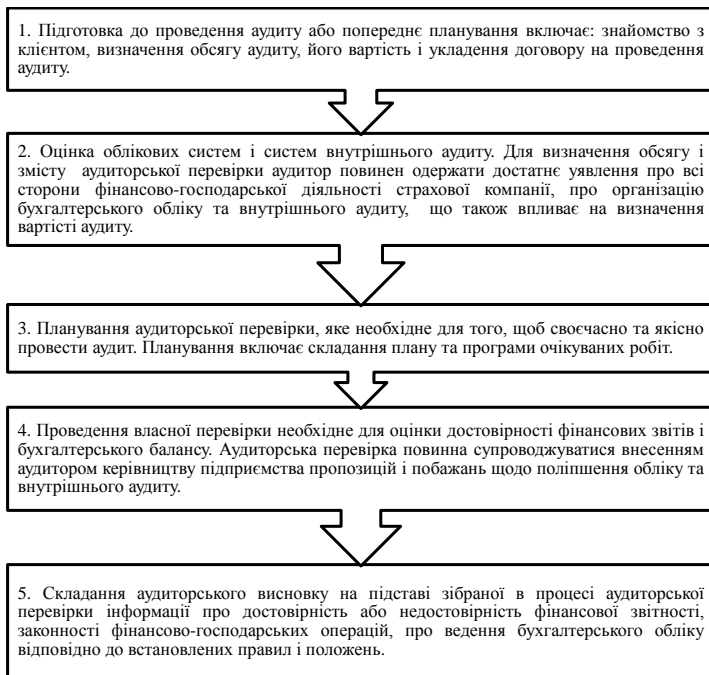 1. Підготовка до проведення аудиту або попереднє планування включає: знайомство з
клієнтом, визначення обсягу аудиту, його вартість і укладення договору на проведення
аудиту.
2. Оцінка облікових систем і систем внутрішнього аудиту. Для визначення обсягу і
змісту аудиторської перевірки аудитор повинен одержати достатнє уявлення про всі
сторони фінансово-господарської діяльності страхової компанії, про організацію
бухгалтерського обліку та внутрішнього аудиту, що також впливає на визначення
вартісті аудиту.
3. Планування аудиторської перевірки, яке необхідне для того, щоб своєчасно та якісно
провести аудит. Планування включає складання плану та програми очікуваних робіт.
4. Проведення власної перевірки необхідне для оцінки достовірності фінансових звітів і
бухгалтерського балансу. Аудиторська перевірка повинна супроводжуватися внесенням
аудитором керівництву підприємства пропозицій і побажань щодо поліпшення обліку та
внутрішнього аудиту.
5. Складання аудиторського висновку на підставі зібраної в процесі аудиторської
перевірки інформації про достовірність або недостовірність фінансової звітності,
законності фінансово-господарських операцій, про ведення бухгалтерського обліку
відповідно до встановлених правил і положень.